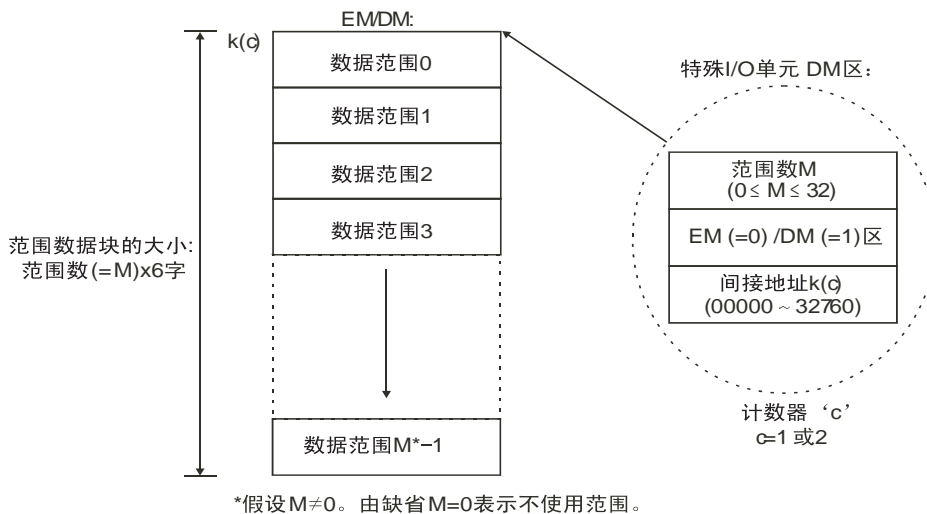 EM/DM:
k(c)
数据范围0
数据范围1
数据范围2
数据范围3
数据范围M*−1
范围数据块的大小:
范围数(=M)x6字
特殊I/O单元 DM区:
范围数M
(0≤ M ≤ 32)
EM (=0) /DM (=1)区
间接地址k(c)
(00000 ~ 32760)
计数器‘c’
c=1 或2
*假设M≠0。由缺省M=0表示不使用范围。